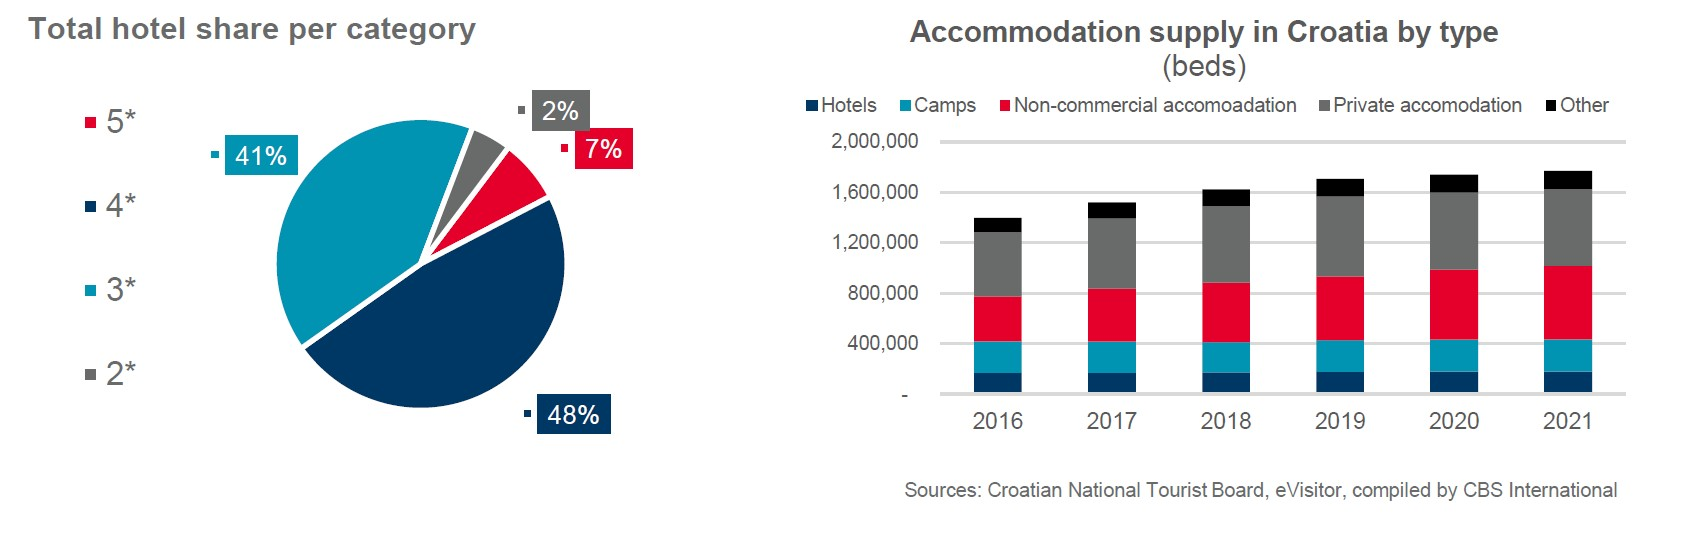 Total hotel share per category
5*
4*
3*
2*
41%
2%
7%
48%
Accommodation supply in Croatia by type
(beds)
Hotels Camps Non-commercial accomoadation Private accomodation Other
2,000,000
1,600,000
1,200,000
800,000
400,000
-
2016 2017 2018 2019 2020 2021
Sources: Croatian National Tourist Board, eVisitor, compiled by CBS International